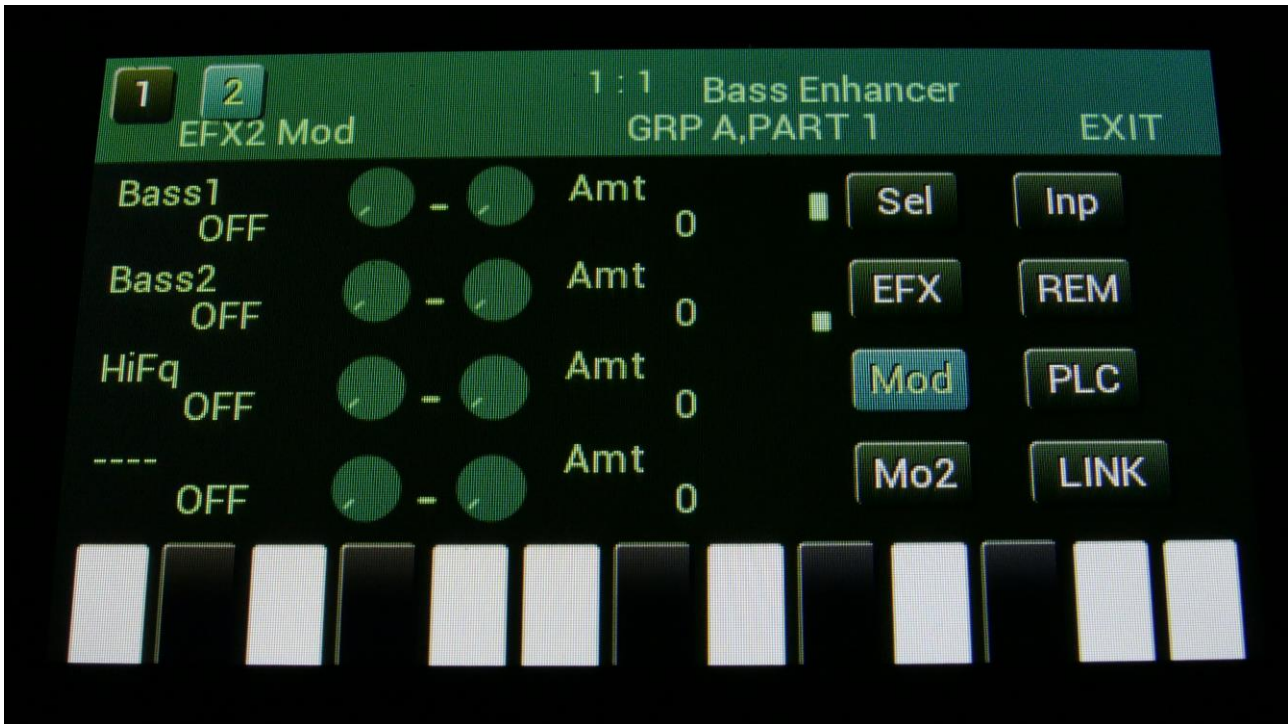 1 2 1 : 1 Bass Enhancer
EFX2 Mod GRP A,PART 1 EXIT
Bass1 - Amt Sel Inp
OFF 0
Bass2 - Amt EFX REM
OFF 0
HiFq - Amt Mod PLC
OFF 0
---- - Amt Mo2 LINK
OFF 0